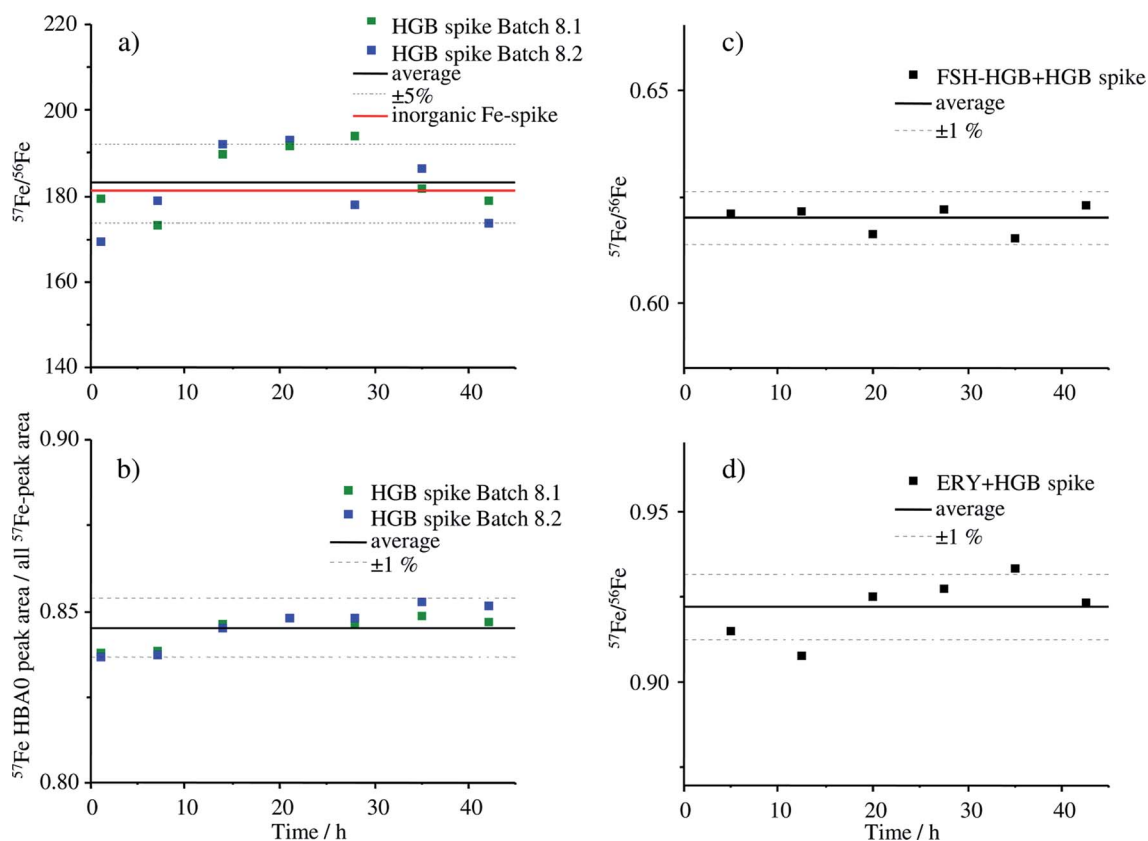 a)
HGB spike Batch 8.1
HGB spike Batch 8.2
average
±5%
inorganic Fe-spike
⁵⁷Fe/⁵⁶Fe
220
200
180
160
140
0 10 20 30 40
c)
FSH-HGB+HGB spike
average
±1 %
⁵⁷Fe/⁵⁶Fe
0.65
0.60
0 10 20 30 40
b)
HGB spike Batch 8.1
HGB spike Batch 8.2
average
±1 %
⁵⁷Fe HBA0 peak area / all ⁵⁷Fe-peak area
0.90
0.85
0.80
0 10 20 30 40
Time / h
d)
ERY+HGB spike
average
±1 %
⁵⁷Fe/⁵⁶Fe
0.95
0.90
0 10 20 30 40
Time / h